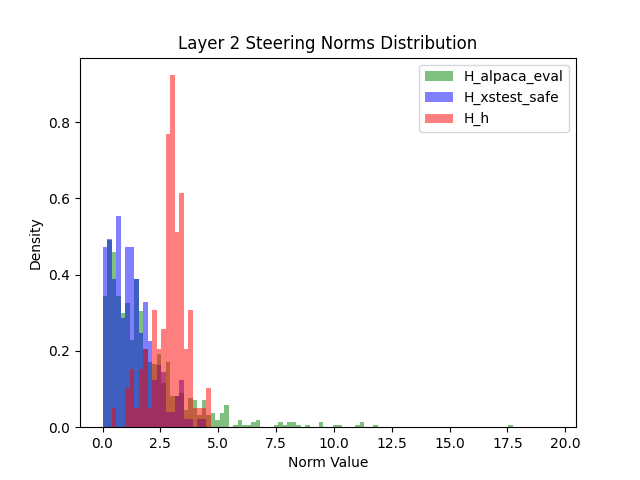 Layer 2 Steering Norms Distribution
H_alpaca_eval
H_xstest_safe
H_h
Density
0.8
0.6
0.4
0.2
0.0
0.0 2.5 5.0 7.5 10.0 12.5 15.0 17.5 20.0
Norm Value